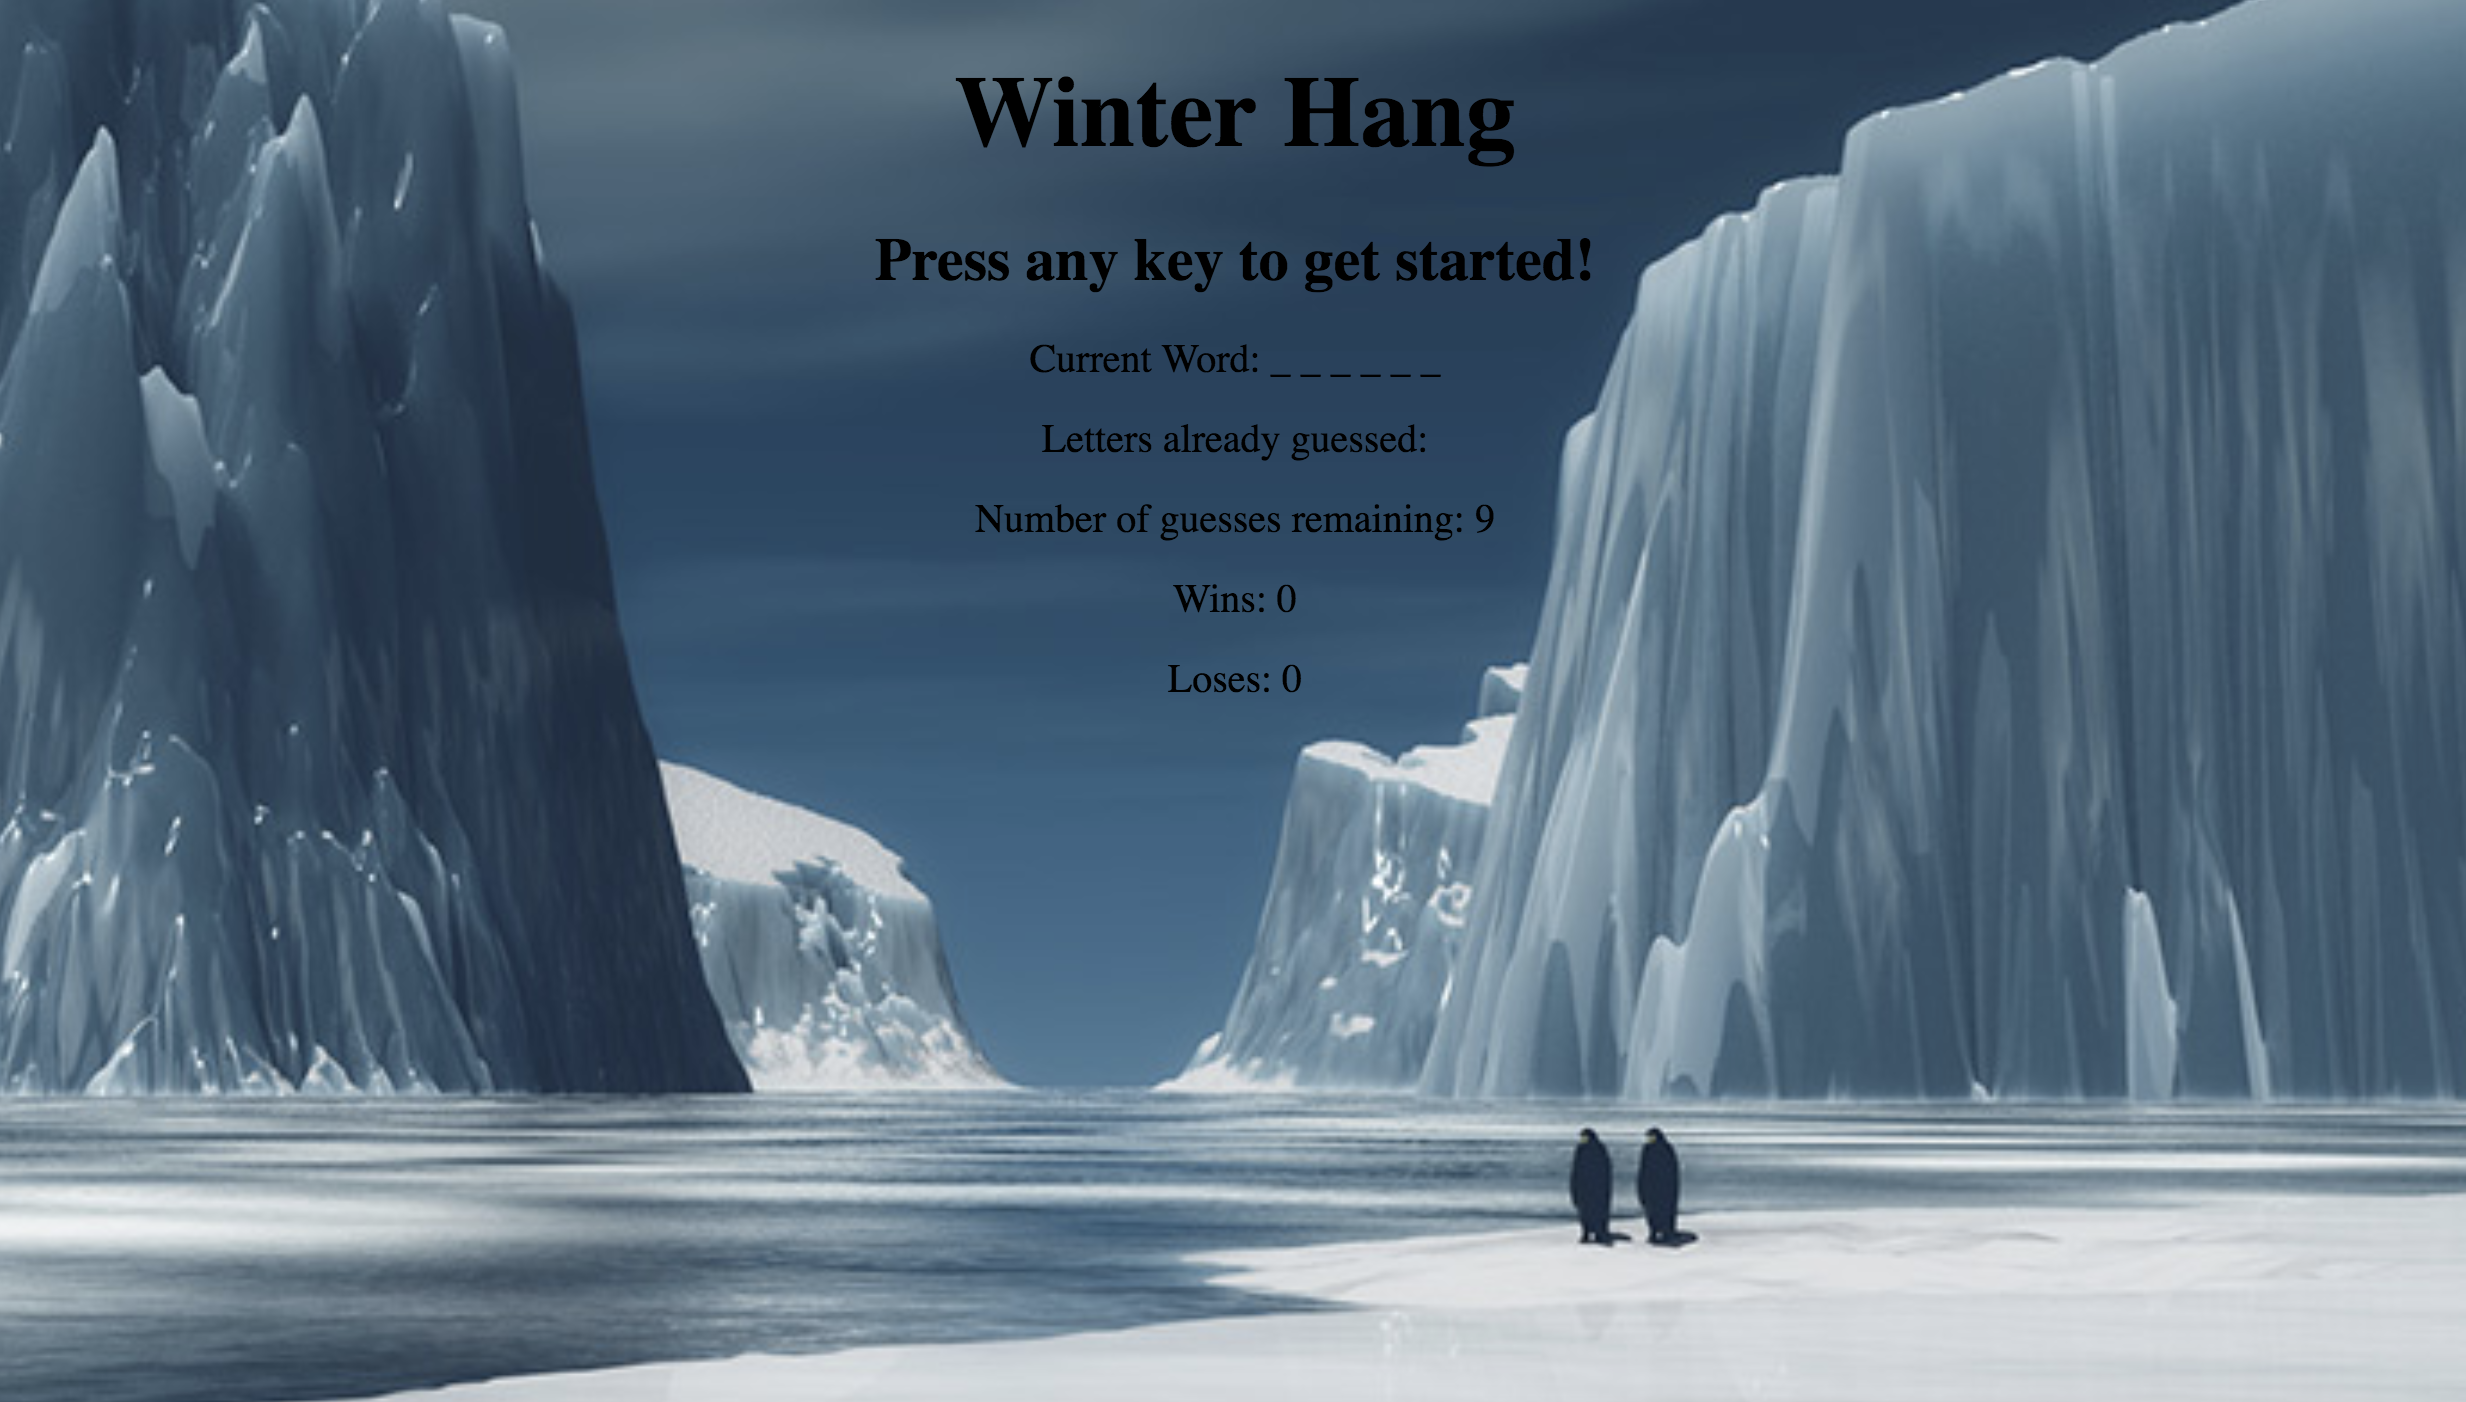 Winter Hang
Press any key to get started!
Current Word: _ _ _ _ _ _
Letters already guessed:
Number of guesses remaining: 9
Wins: 0
Loses: 0